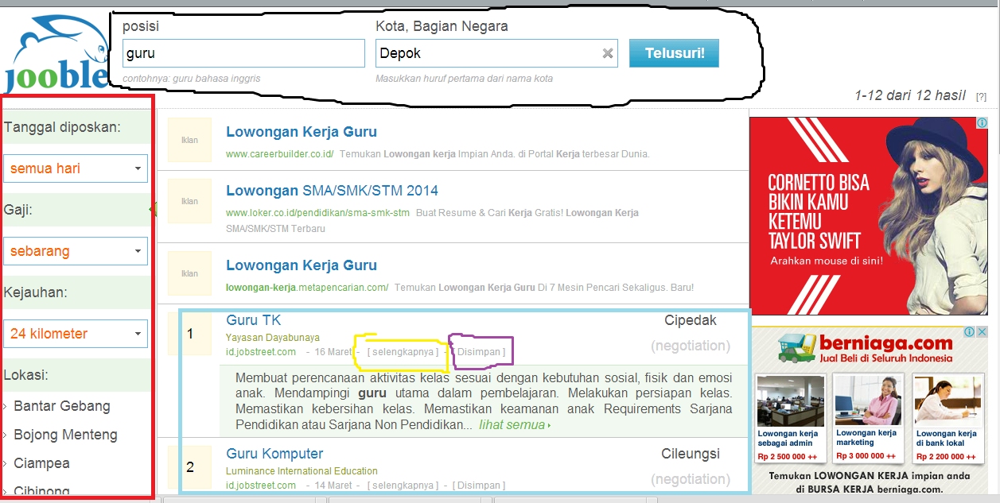 posisi
Kota, Bagian Negara
jooble
guru
Depok
Telusuri!
contohnya: guru bahasa inggris
Masukkan huruf pertama dari nama kota
1-12 dari 12 hasil [?]
Tanggal diposkan:
semua hari
Gaji:
sebarang
Kejauhan:
24 kilometer
Lokasi:
Bantar Gebang
Bojong Menteng
Ciampea
Cibinong
Iklan
Lowongan Kerja Guru
www.careerbuilder.co.id/ Temukan Lowongan kerja Impian Anda. di Portal Kerja terbesar Dunia.
Iklan
Lowongan SMA/SMK/STM 2014
www.loker.co.id/pendidikan/sma-smk-stm Buat Resume & Cari Kerja Gratis! Lowongan Kerja
SMA/SMK/STM Terbaru
Iklan
Lowongan Kerja Guru
lowongan-kerja.metapencarian.com/ Temukan Lowongan Kerja Guru Di 7 Mesin Pencari Sekaligus. Baru!
1
Guru TK
Cipedak
Yayasan Dayabunaya
(negotiation)
id.jobstreet.com - 16 Maret - [ selengkapnya ] - [ Disimpan ]
Membuat perencanaan aktivitas kelas sesuai dengan kebutuhan sosial, fisik dan emosi
anak. Mendampingi guru utama dalam pembelajaran. Melakukan persiapan kelas.
Memastikan kebersihan kelas. Memastikan keamanan anak Requirements Sarjana
Pendidikan atau Sarjana Non Pendidikan... lihat semua
2
Guru Komputer
Cileungsi
Luminance International Education
(negotiation)
id.jobstreet.com - 14 Maret - [ selengkapnya ] - [ Disimpan ]
CORNETTO BISA
BIKIN KAMU
KETEMU
TAYLOR SWIFT
Arahkan mouse di sini!
berniaga.com
Jual Beli di Seluruh Indonesia
Lowongan kerja
sebagai admin
Rp 2 500 000 ++
Lowongan kerja
marketing
Rp 3 000 000 ++
Lowongan kerja
di bank lokal
Rp 2 200 000 ++
Temukan LOWONGAN KERJA impian anda
di BURSA KERJA berniaga.com.